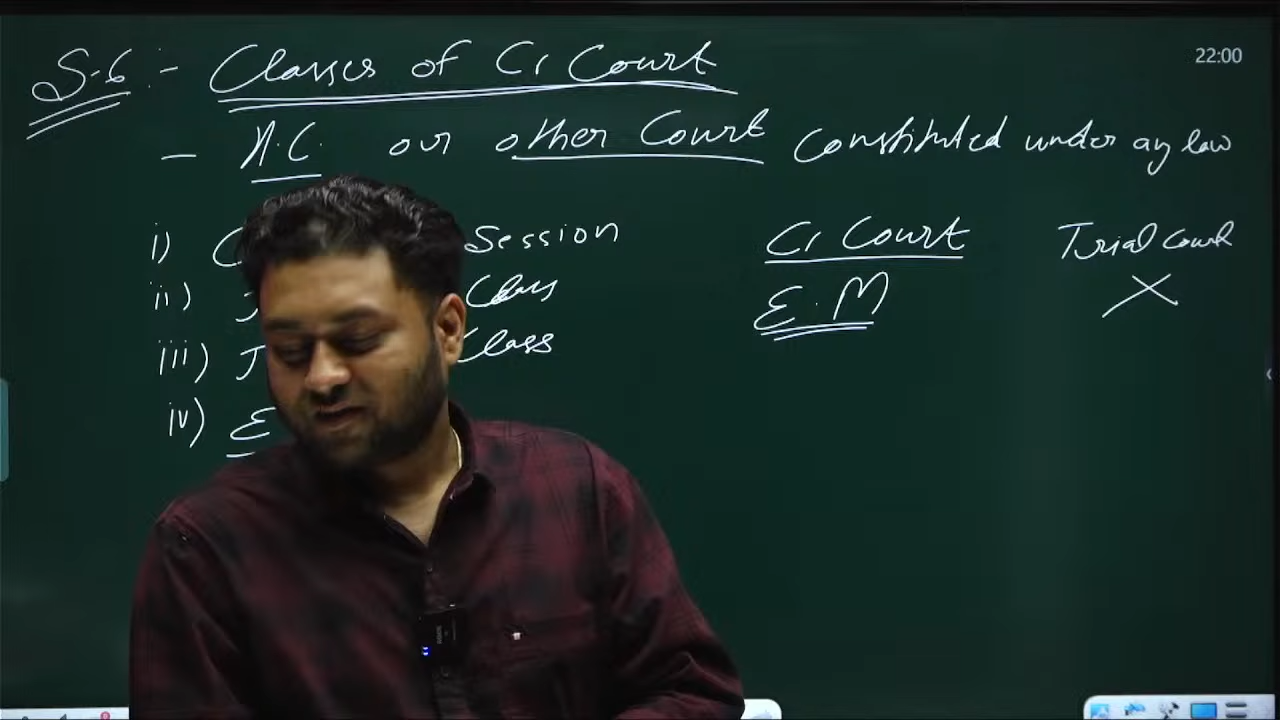 22:00
S-6 :- Classes of Cr Court
- H.C. or other Court constituted under any law
i) C Session
ii) J Class
iii) J Class
iv) E
Cr Court Trial Court
E.M X